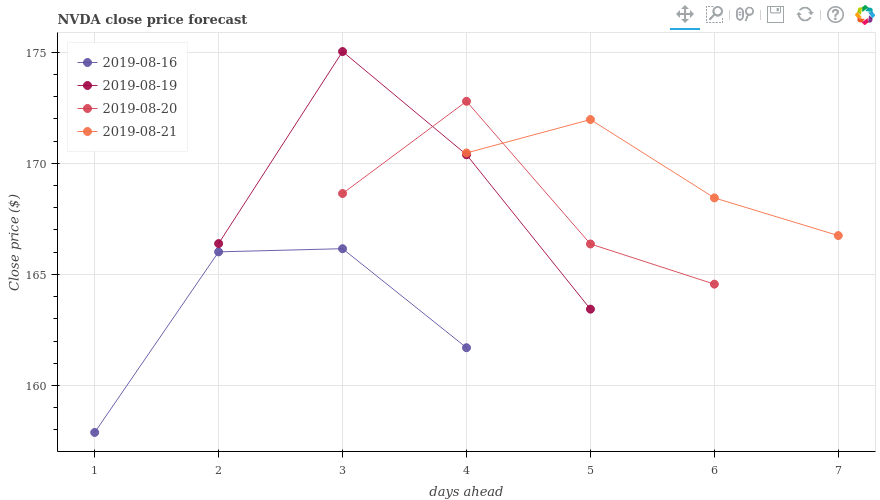 NVDA close price forecast
2019-08-16
2019-08-19
2019-08-20
2019-08-21
175
170
165
160
Close price ($)
1 2 3 4 5 6 7
days ahead